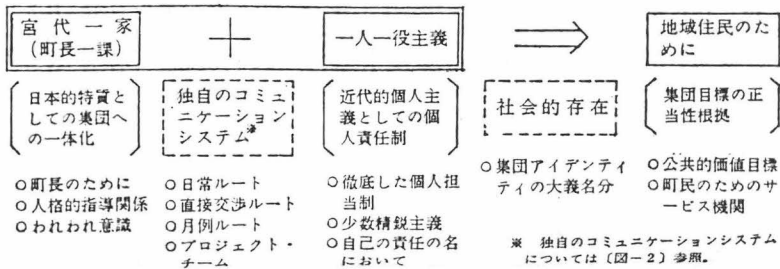 宮代一家
(町長一課)
+
一人一役主義
地域住民のた
めに
日本的特質と
しての集団へ
の一体化
独自のコミュ
ニケーション
システム※
近代的個人主
義としての個
人責任制
社会的存在
集団目標の正
当性根拠
○町長のために
○人格的指導関係
○われわれ意識
○日常ルート
○直接交渉ルート
○月例ルート
○プロジェクト・
チーム
○徹底した個人担
当制
○少数精鋭主義
○自己の責任の名
において
○集団アイデンティ
ティの大義名分
○公共的価値目標
○町民のためのサ
ービス機関
※ 独自のコミュニケーションシステム
については〔図-2〕参照。